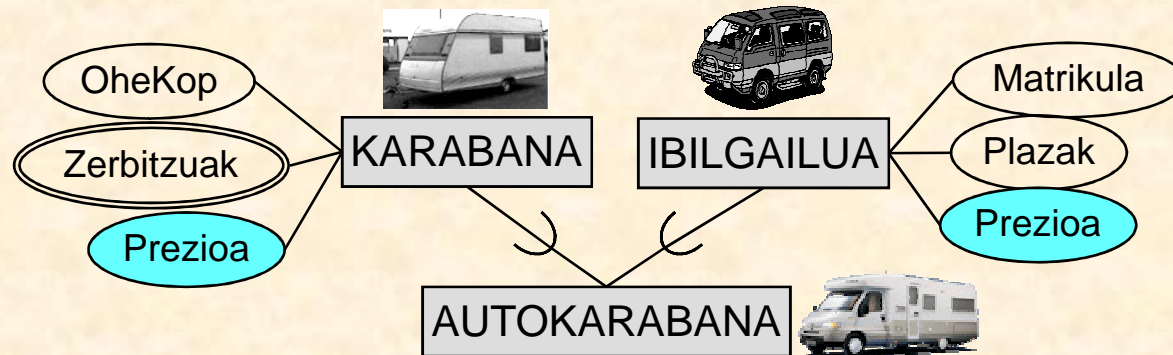 OheKop
Zerbitzuak
Prezioa
KARABANA
IBILGAILUA
Matrikula
Plazak
Prezioa
AUTOKARABANA